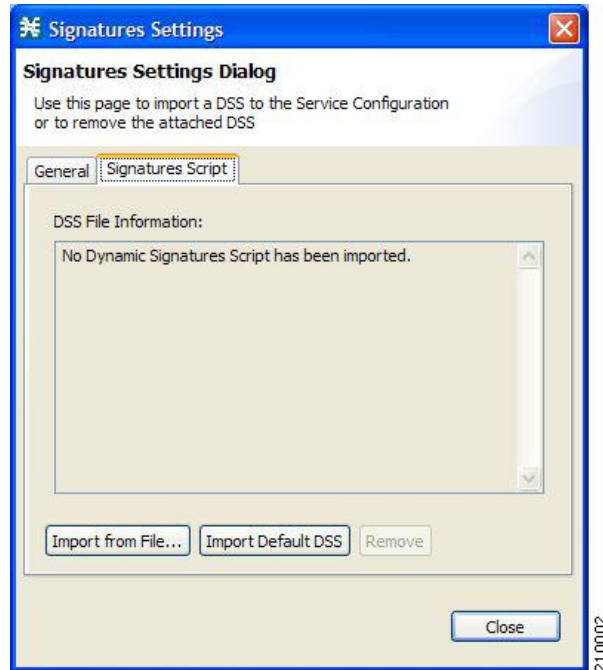 Signatures Settings
Signatures Settings Dialog
Use this page to import a DSS to the Service Configuration
or to remove the attached DSS
General Signatures Script
DSS File Information:
No Dynamic Signatures Script has been imported.
Import from File... Import Default DSS Remove
Close
210002